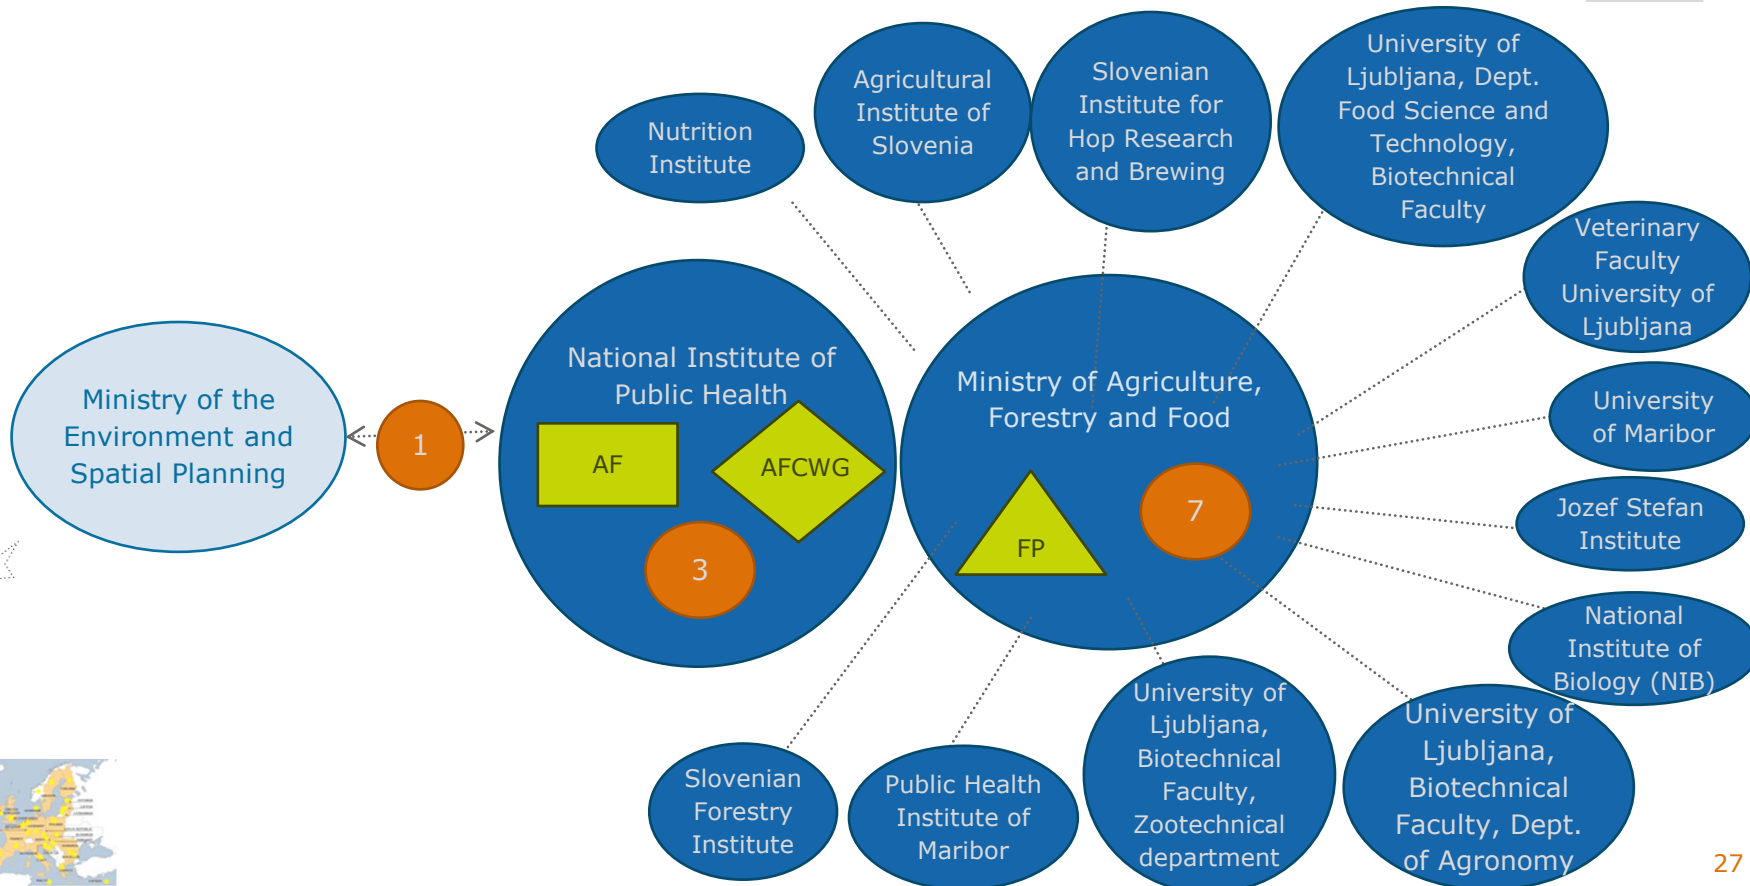 Nutrition
Institute
Agricultural
Institute of
Slovenia
Slovenian
Institute for
Hop Research
and Brewing
University of
Ljubljana, Dept.
Food Science and
Technology,
Biotechnical
Faculty
Veterinary
Faculty
University of
Ljubljana
Ministry of the
Environment and
Spatial Planning
1
National Institute of
Public Health
AF
AFCWG
3
Ministry of Agriculture,
Forestry and Food
FP
7
University
of Maribor
Jozef Stefan
Institute
National
Institute of
Biology (NIB)
Slovenian
Forestry
Institute
Public Health
Institute of
Maribor
University of
Ljubljana,
Biotechnical
Faculty,
Zootechnical
department
University of
Ljubljana,
Biotechnical
Faculty, Dept.
of Agronomy
27